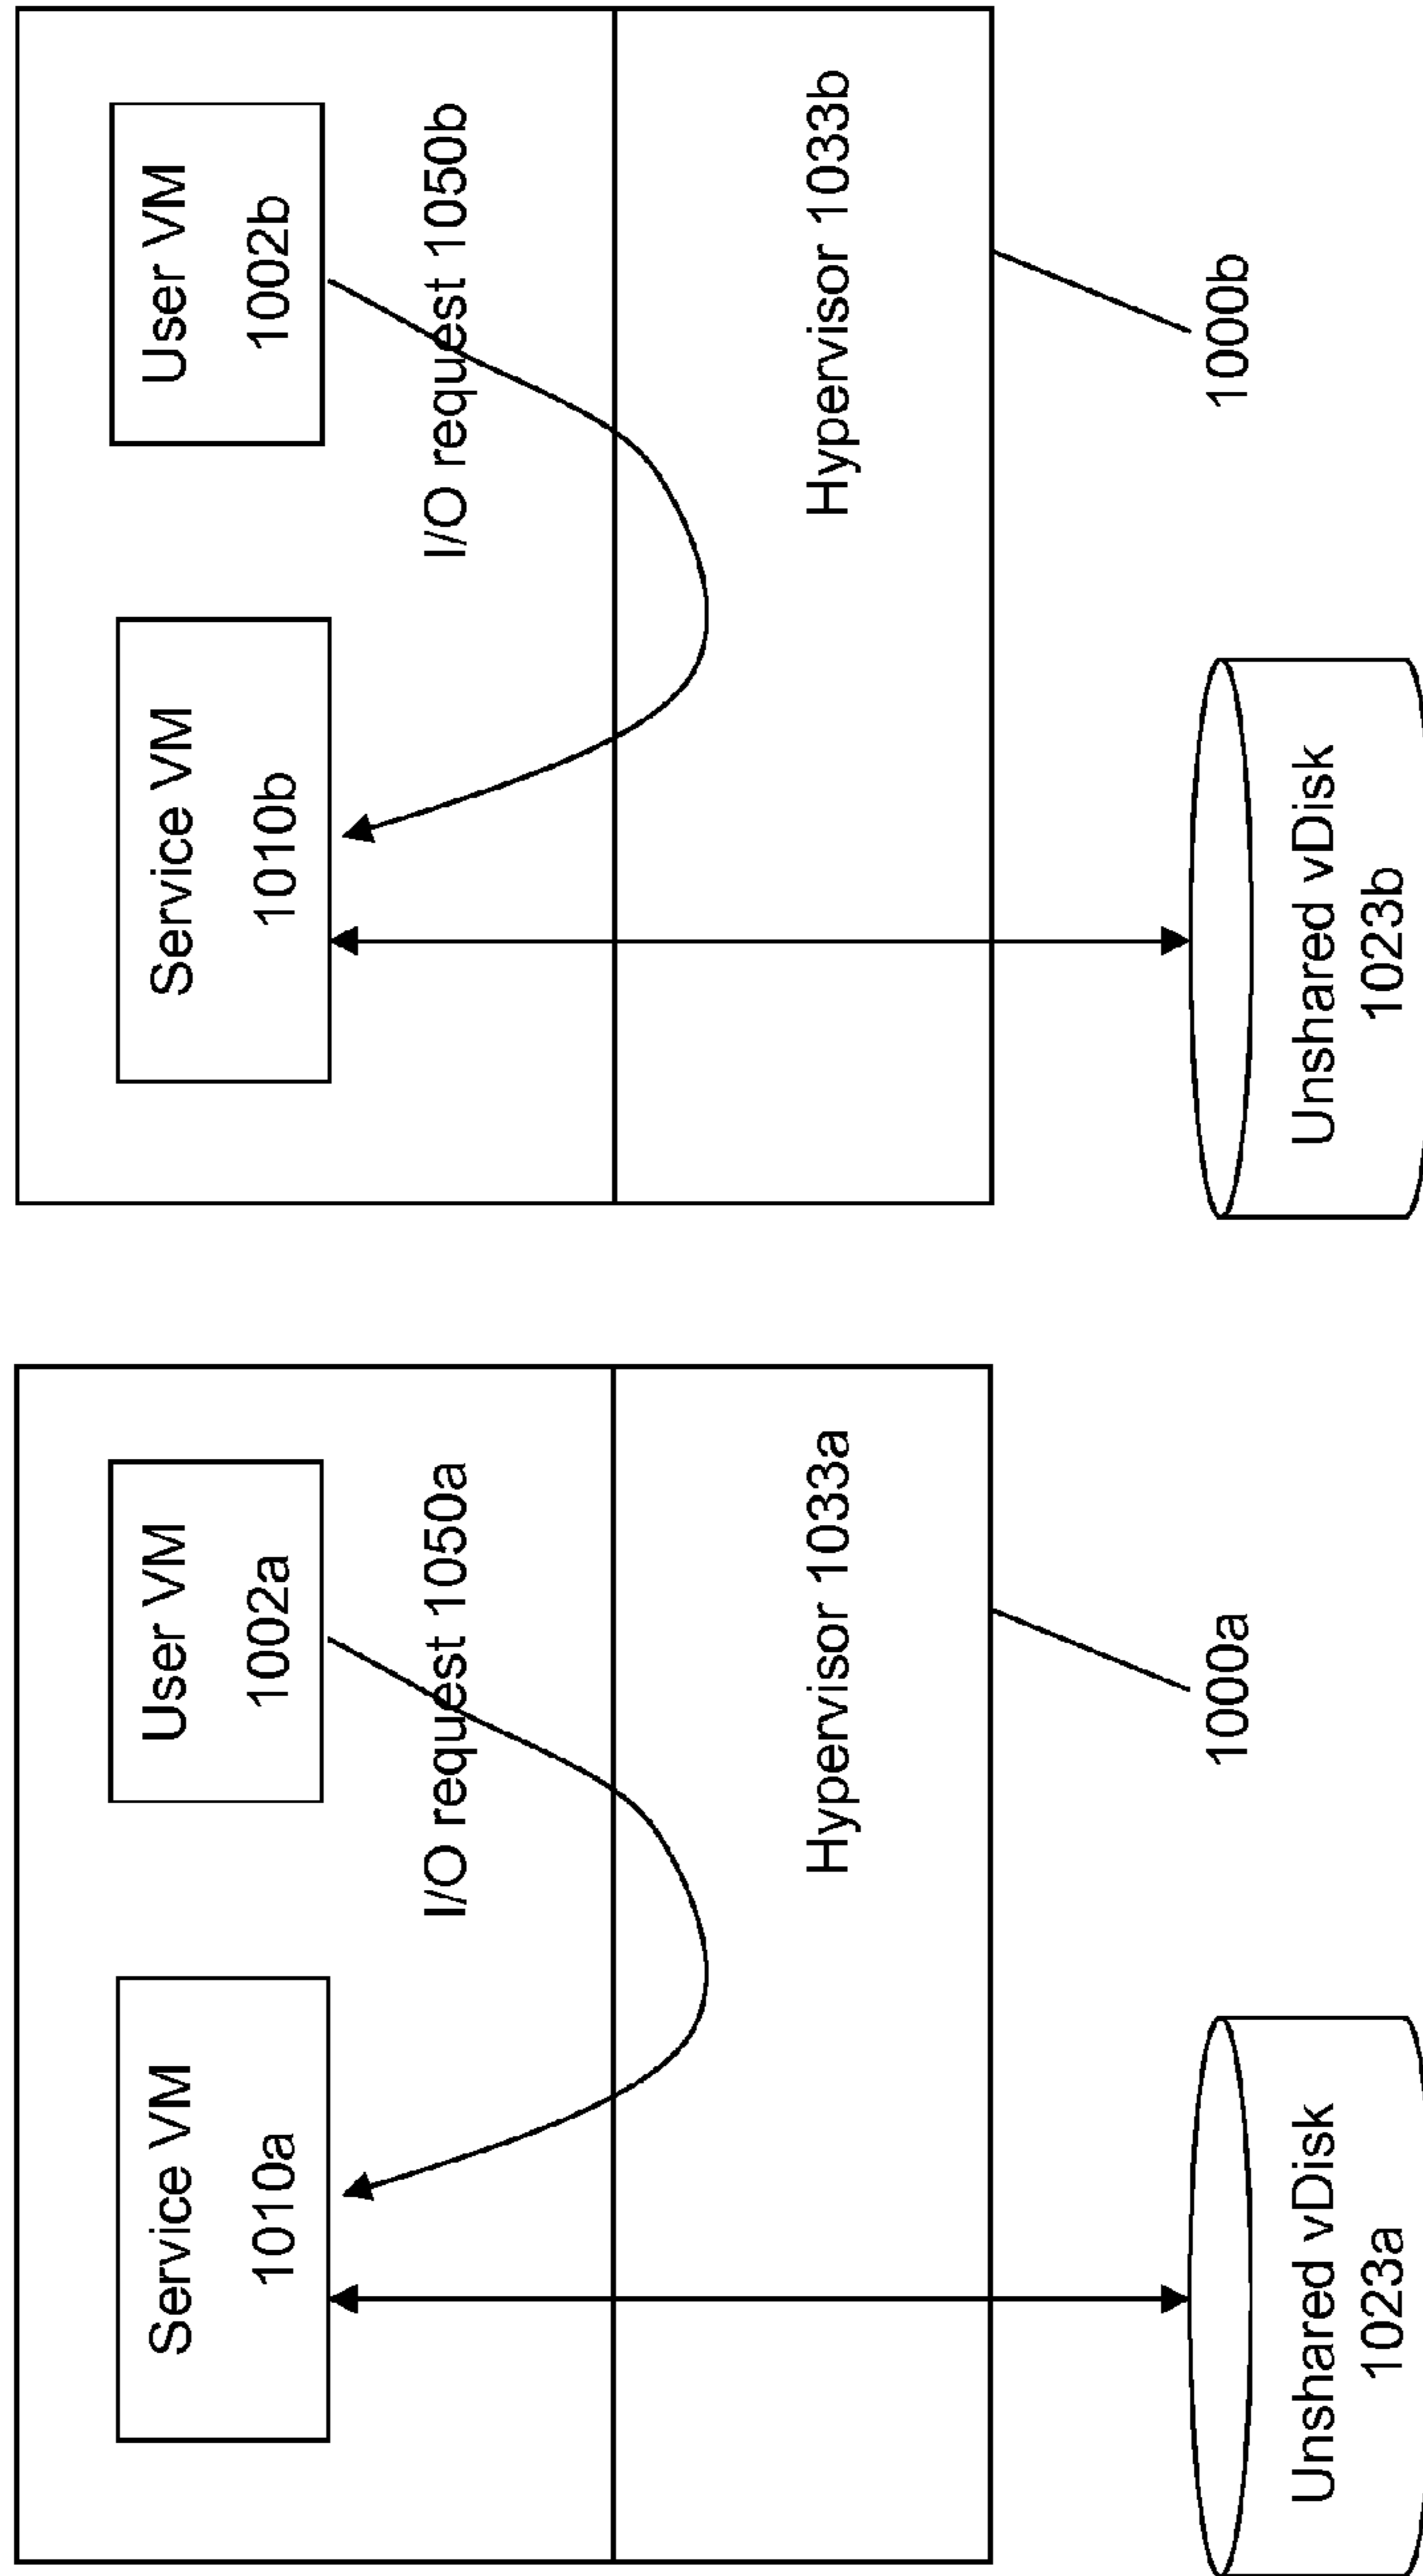 Service VM
1010a
User VM
1002a
I/O request 1050a
Hypervisor 1033a
1000a
Unshared vDisk
1023a
Service VM
1010b
User VM
1002b
I/O request 1050b
Hypervisor 1033b
1000b
Unshared vDisk
1023b